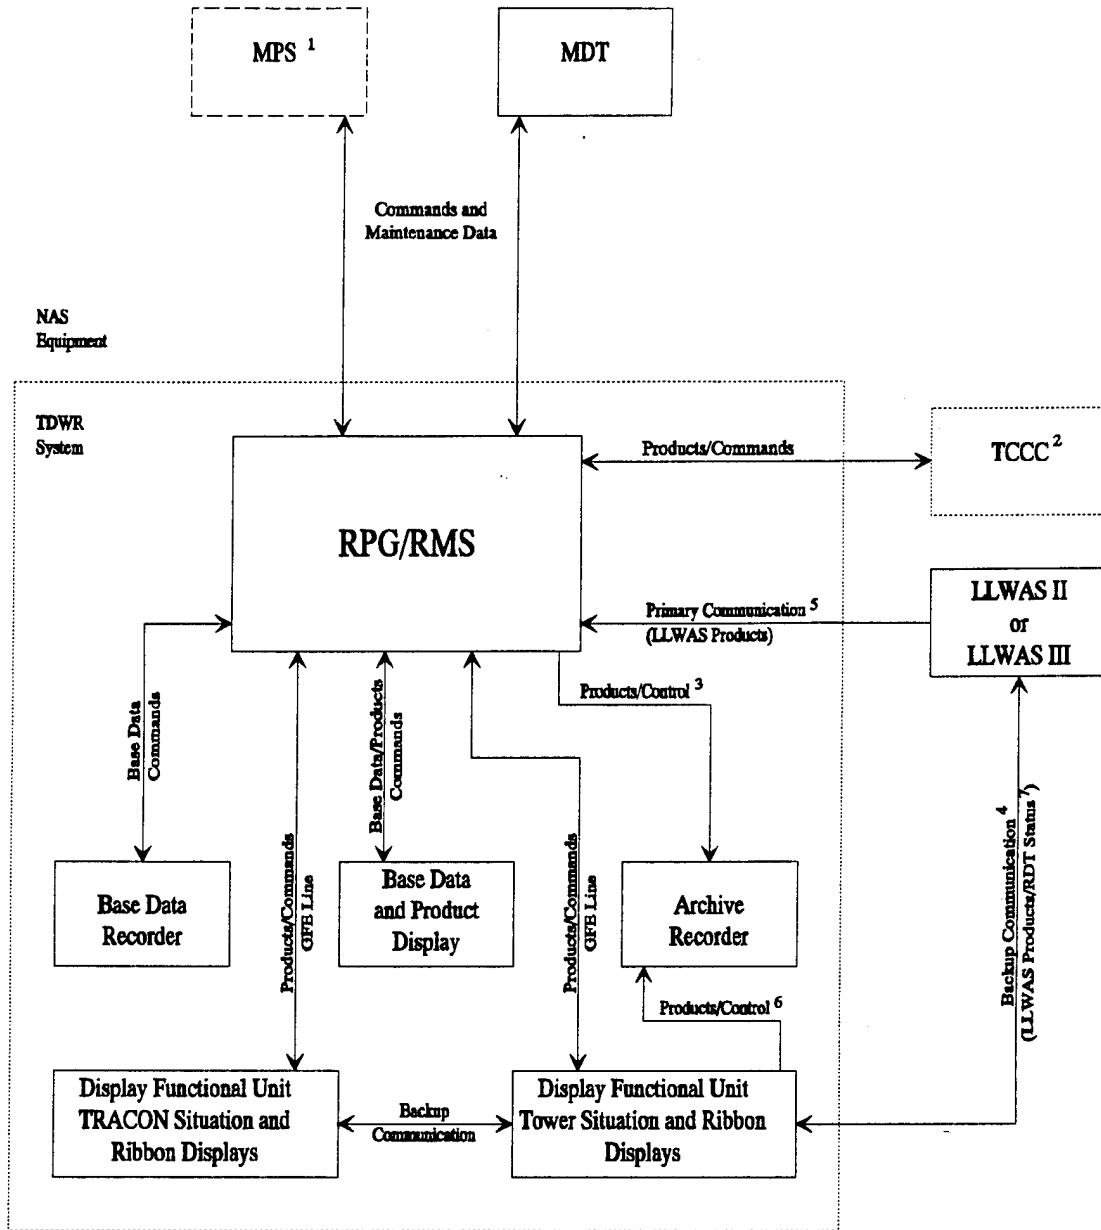 MPS 1
MDT
Commands and
Maintenance Data
NAS
Equipment
TDWR
System
RPG/RMS
Products/Commands
TCCC 2
Primary Communication 5
(LLWAS Products)
LLWAS II
or
LLWAS III
Products/Control 3
Base Data
Commands
Base Data/Products
Commands
Products/Commands
GFE Line
Products/Commands
GFE Line
Backup Communication 4
(LLWAS Products/RDT Status 7)
Base Data
Recorder
Base Data
and Product
Display
Archive
Recorder
Products/Control 6
Display Functional Unit
TRACON Situation and
Ribbon Displays
Backup
Communication
Display Functional Unit
Tower Situation and Ribbon
Displays